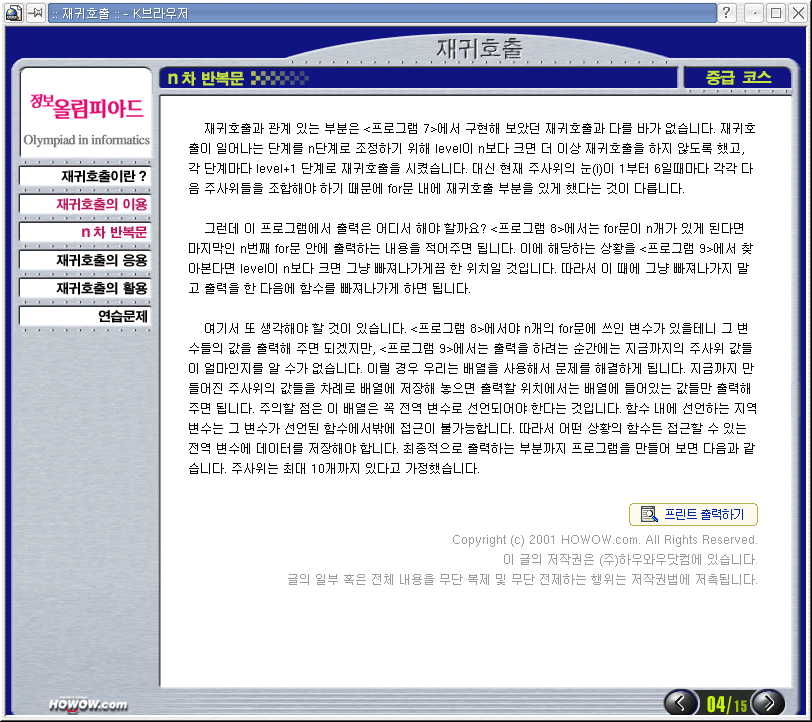 :: 재귀호출 :: - K브라우저
재귀호출
n 차 반복문
중급 코스
정보올림피아드
Olympiad in informatics
재귀호출이란 ?
재귀호출의 이용
n 차 반복문
재귀호출의 응용
재귀호출의 활용
연습문제
재귀호출과 관계 있는 부분은 <프로그램 7>에서 구현해 보았던 재귀호출과 다를 바가 없습니다. 재귀호
출이 일어나는 단계를 n단계로 조정하기 위해 level이 n보다 크면 더 이상 재귀호출을 하지 않도록 했고,
각 단계마다 level+1 단계로 재귀호출을 시켰습니다. 대신 현재 주사위의 눈(i)이 1부터 6일때마다 각각 다
음 주사위들을 조합해야 하기 때문에 for문 내에 재귀호출 부분을 있게 했다는 것이 다릅니다.
그런데 이 프로그램에서 출력은 어디서 해야 할까요? <프로그램 8>에서는 for문이 n개가 있게 된다면
마지막인 n번째 for문 안에 출력하는 내용을 적어주면 됩니다. 이에 해당하는 상황을 <프로그램 9>에서 찾
아본다면 level이 n보다 크면 그냥 빠져나가게끔 한 위치일 것입니다. 따라서 이 때에 그냥 빠져나가지 말
고 출력을 한 다음에 함수를 빠져나가게 하면 됩니다.
여기서 또 생각해야 할 것이 있습니다. <프로그램 8>에서야 n개의 for문에 쓰인 변수가 있을테니 그 변
수들의 값을 출력해 주면 되겠지만, <프로그램 9>에서는 출력을 하려는 순간에는 지금까지의 주사위 값들
이 얼마인지를 알 수가 없습니다. 이럴 경우 우리는 배열을 사용해서 문제를 해결하게 됩니다. 지금까지 만
들어진 주사위의 값들을 차례로 배열에 저장해 놓으면 출력할 위치에서는 배열에 들어있는 값들만 출력해
주면 됩니다. 주의할 점은 이 배열은 꼭 전역 변수로 선언되어야 한다는 것입니다. 함수 내에 선언하는 지역
변수는 그 변수가 선언된 함수에서밖에 접근이 불가능합니다. 따라서 어떤 상황의 함수든 접근할 수 있는
전역 변수에 데이터를 저장해야 합니다. 최종적으로 출력하는 부분까지 프로그램을 만들어 보면 다음과 같
습니다. 주사위는 최대 10개까지 있다고 가정했습니다.
프린트 출력하기
Copyright (c) 2001 HOWOW.com. All Rights Reserved.
이 글의 저작권은 (주)하우와우닷컴에 있습니다.
글의 일부 혹은 전체 내용을 무단 복제 및 무단 전제하는 행위는 저작권법에 저촉됩니다.
HOWOW.com
04/15